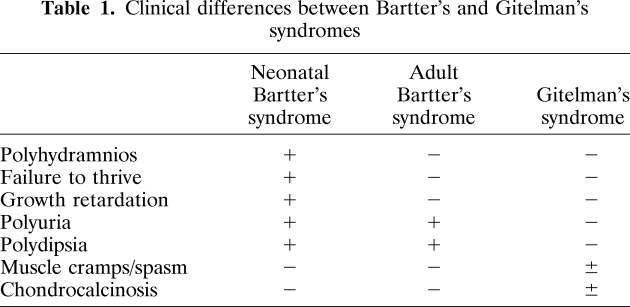 Table 1. Clinical differences between Bartter's and Gitelman's
syndromes
Neonatal Bartter's syndrome Adult Bartter's syndrome Gitelman's syndrome
Polyhydramnios + − −
Failure to thrive + − −
Growth retardation + − −
Polyuria + + −
Polydipsia + + −
Muscle cramps/spasm − − ±
Chondrocalcinosis − − ±